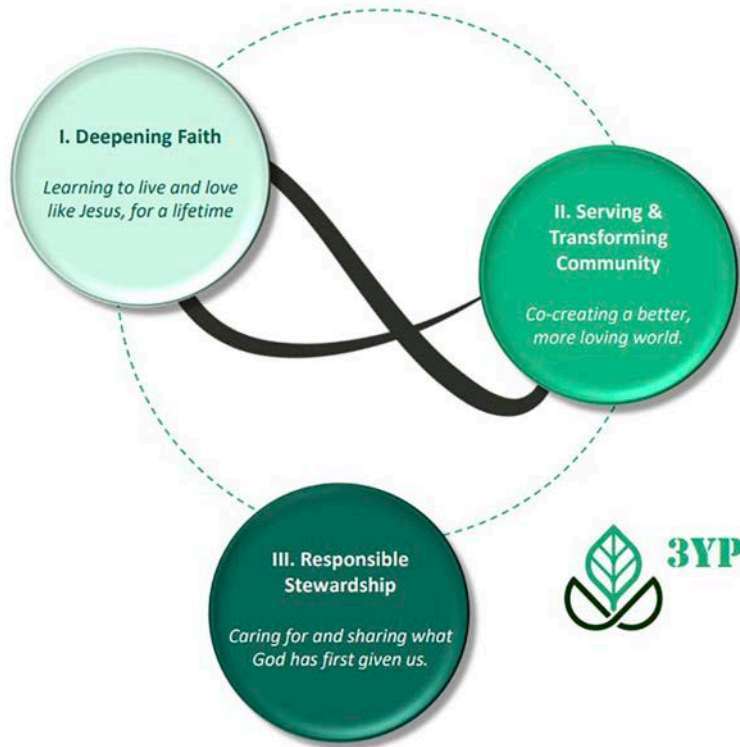 I. Deepening Faith
Learning to live and love
like Jesus, for a lifetime
II. Serving &
Transforming
Community
Co-creating a better,
more loving world.
III. Responsible
Stewardship
Caring for and sharing what
God has first given us.
3YP